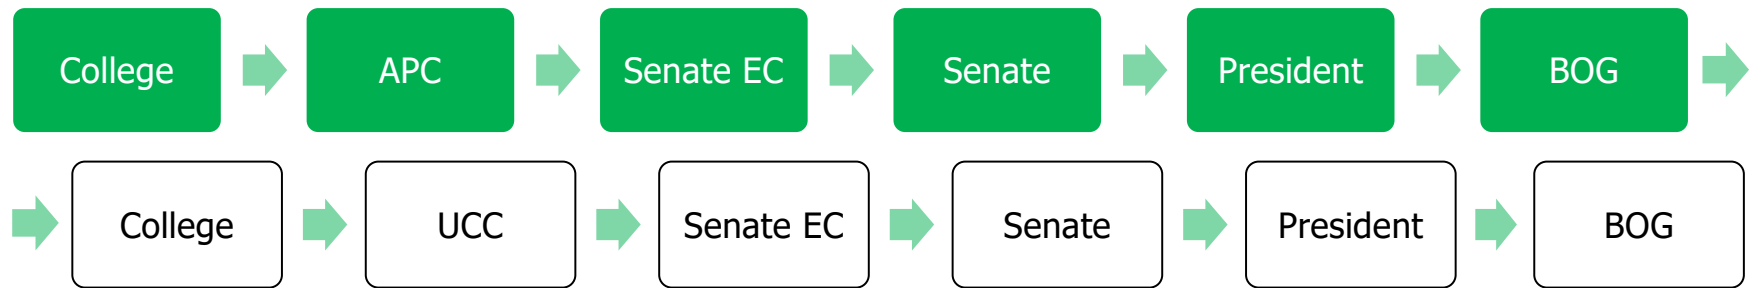 College APC Senate EC Senate President BOG
College UCC Senate EC Senate President BOG